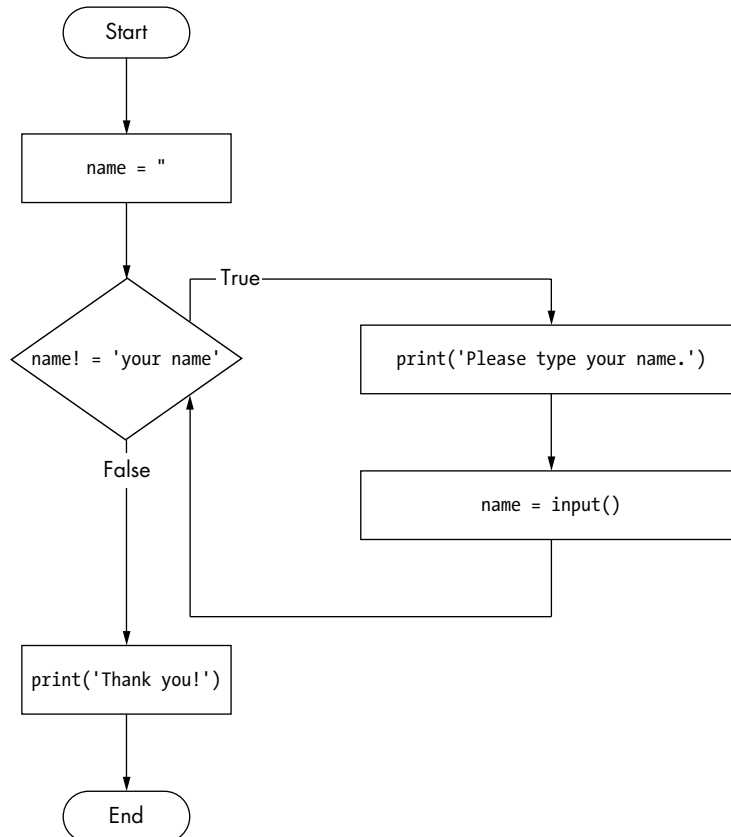 Start
name = "
True
name! = 'your name'
print('Please type your name.')
False
name = input()
print('Thank you!')
End